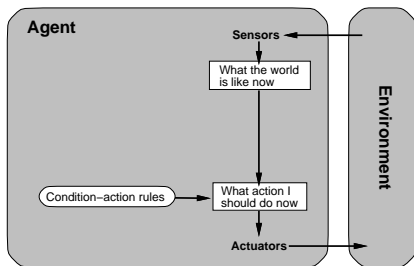 Agent
Sensors
What the world
is like now
Environment
Condition−action rules
What action I
should do now
Actuators